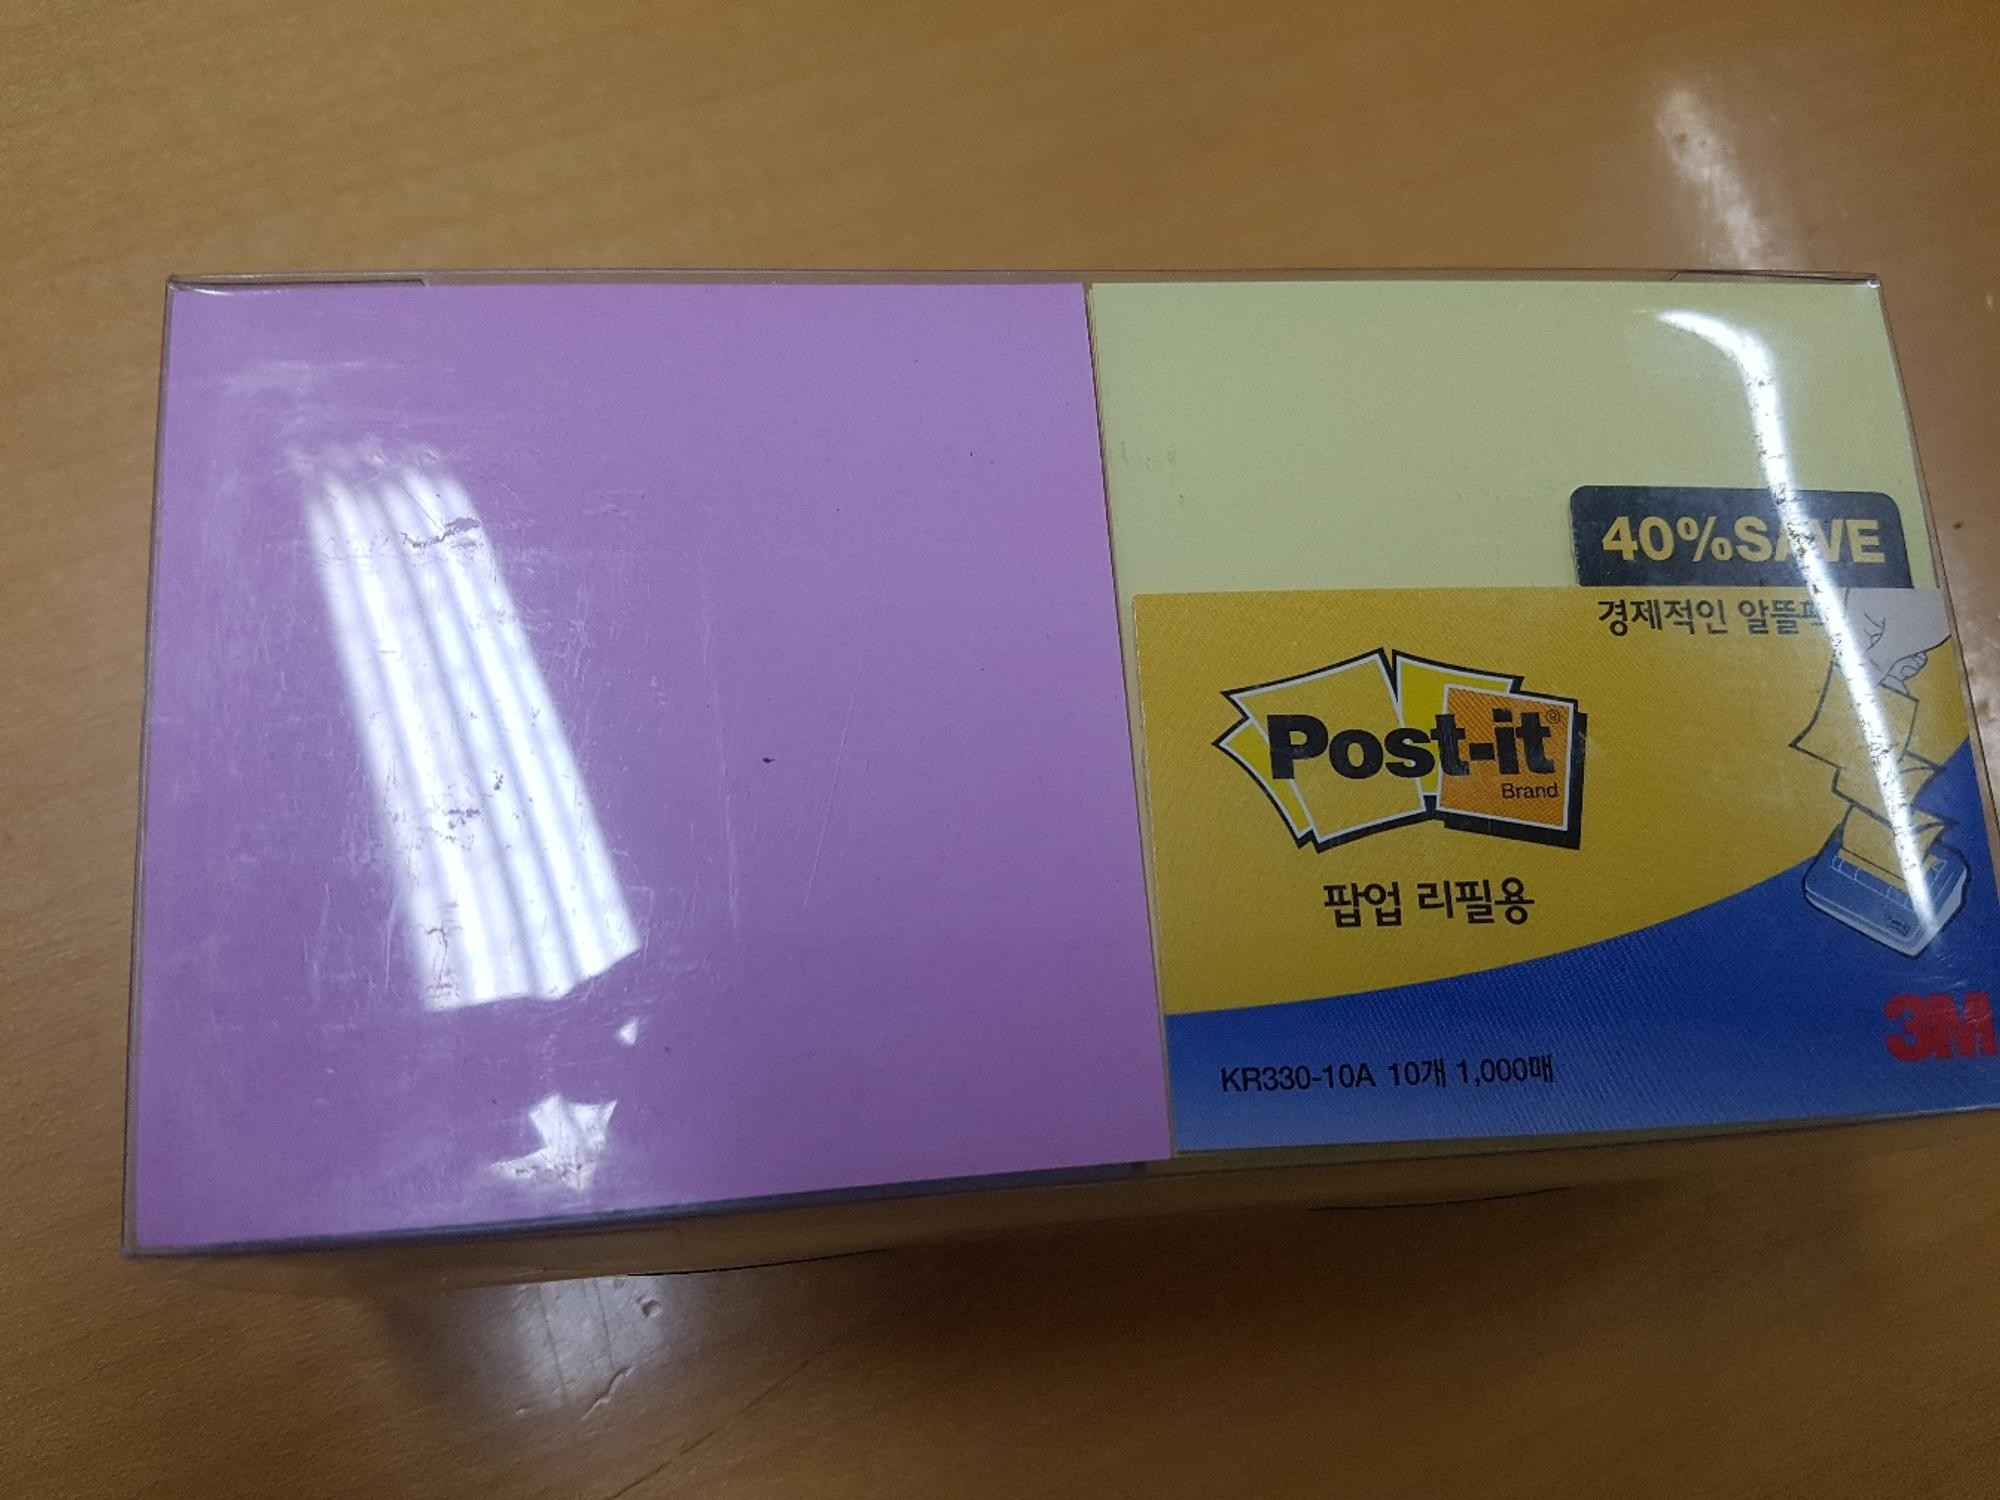 40%SAVE
경제적인 알뜰팩
Post-it®
Brand
팝업 리필용
3M
KR330-10A 10개 1,000매